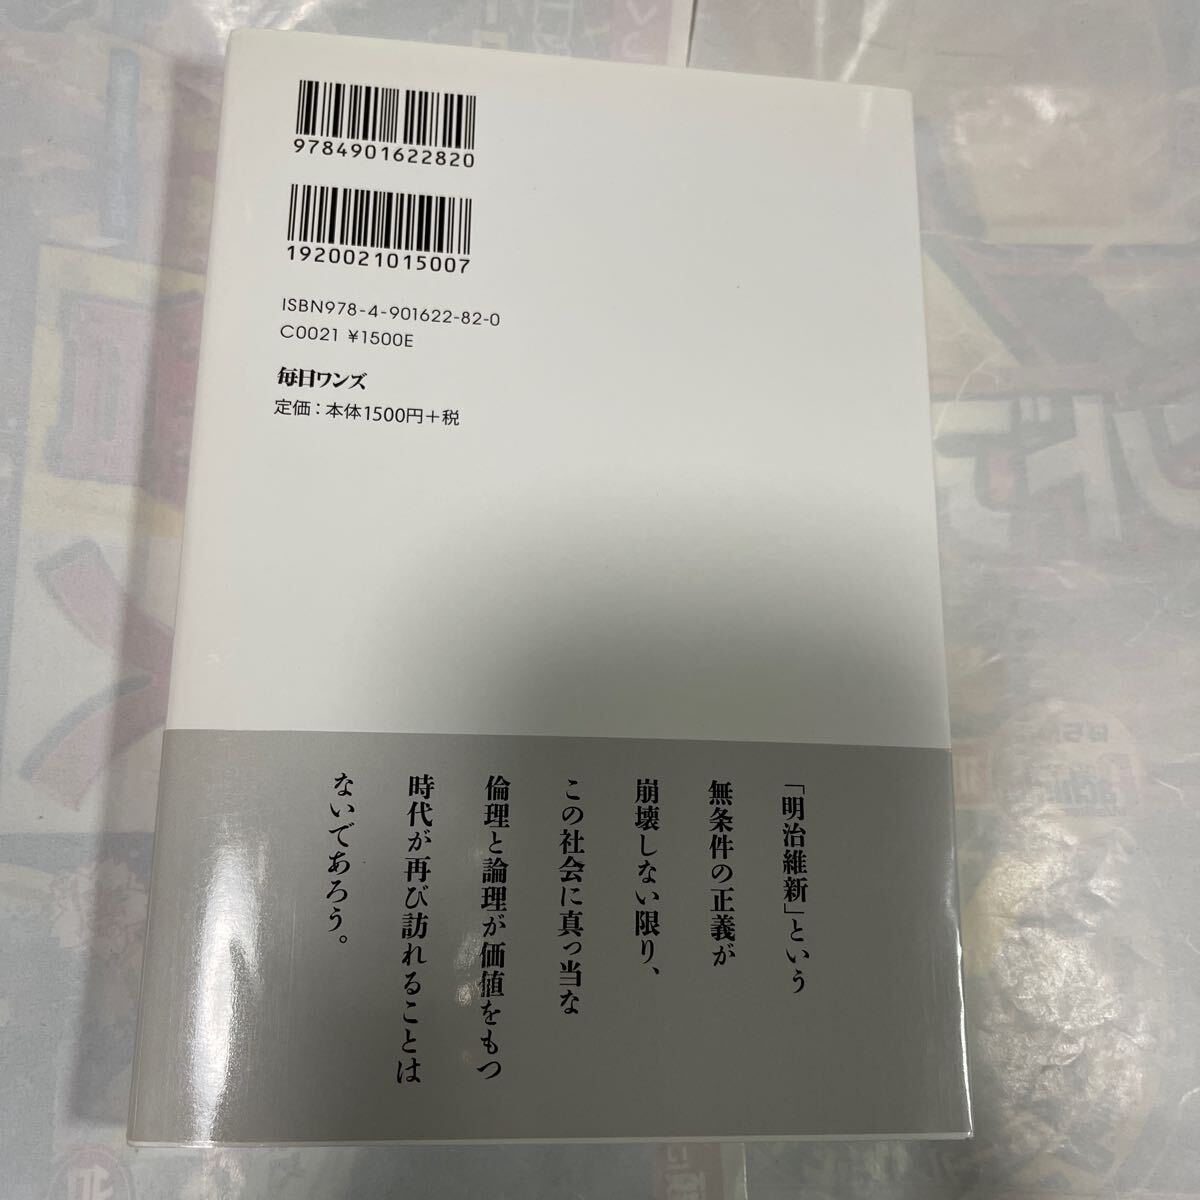 9784901622820
1920021015007
ISBN978-4-901622-82-0
C0021 ¥1500E
毎日ワンズ
定価：本体1500円＋税
「明治維新」という
無条件の正義が
崩壊しない限り、
この社会に真っ当な
倫理と論理が価値をもつ
時代が再び訪れることは
ないであろう。